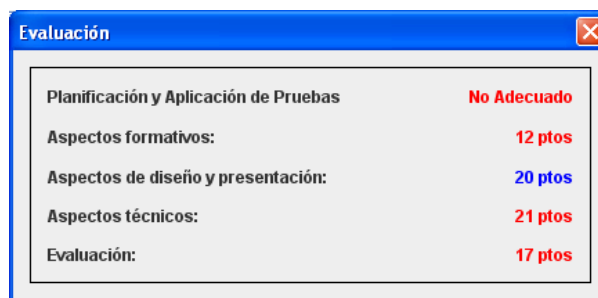 Evaluación
Planificación y Aplicación de Pruebas No Adecuado
Aspectos formativos: 12 ptos
Aspectos de diseño y presentación: 20 ptos
Aspectos técnicos: 21 ptos
Evaluación: 17 ptos